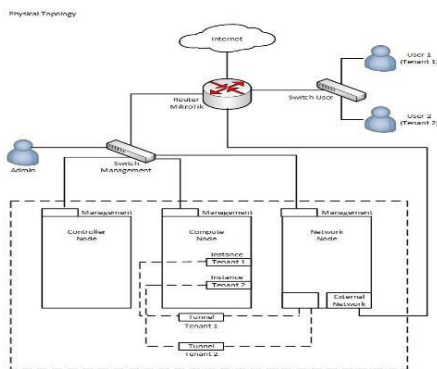 Physical Topology
Internet
Router
Mikrotik
Switch User
User 1
(Tenant 1)
User 2
(Tenant 2)
Admin
Switch
Management
Management
Controller
Node
Management
Compute
Node
Instance
Tenant 1
Instance
Tenant 2
Management
Network
Node
External
Network
Tunnel
Tenant 1
Tunnel
Tenant 2